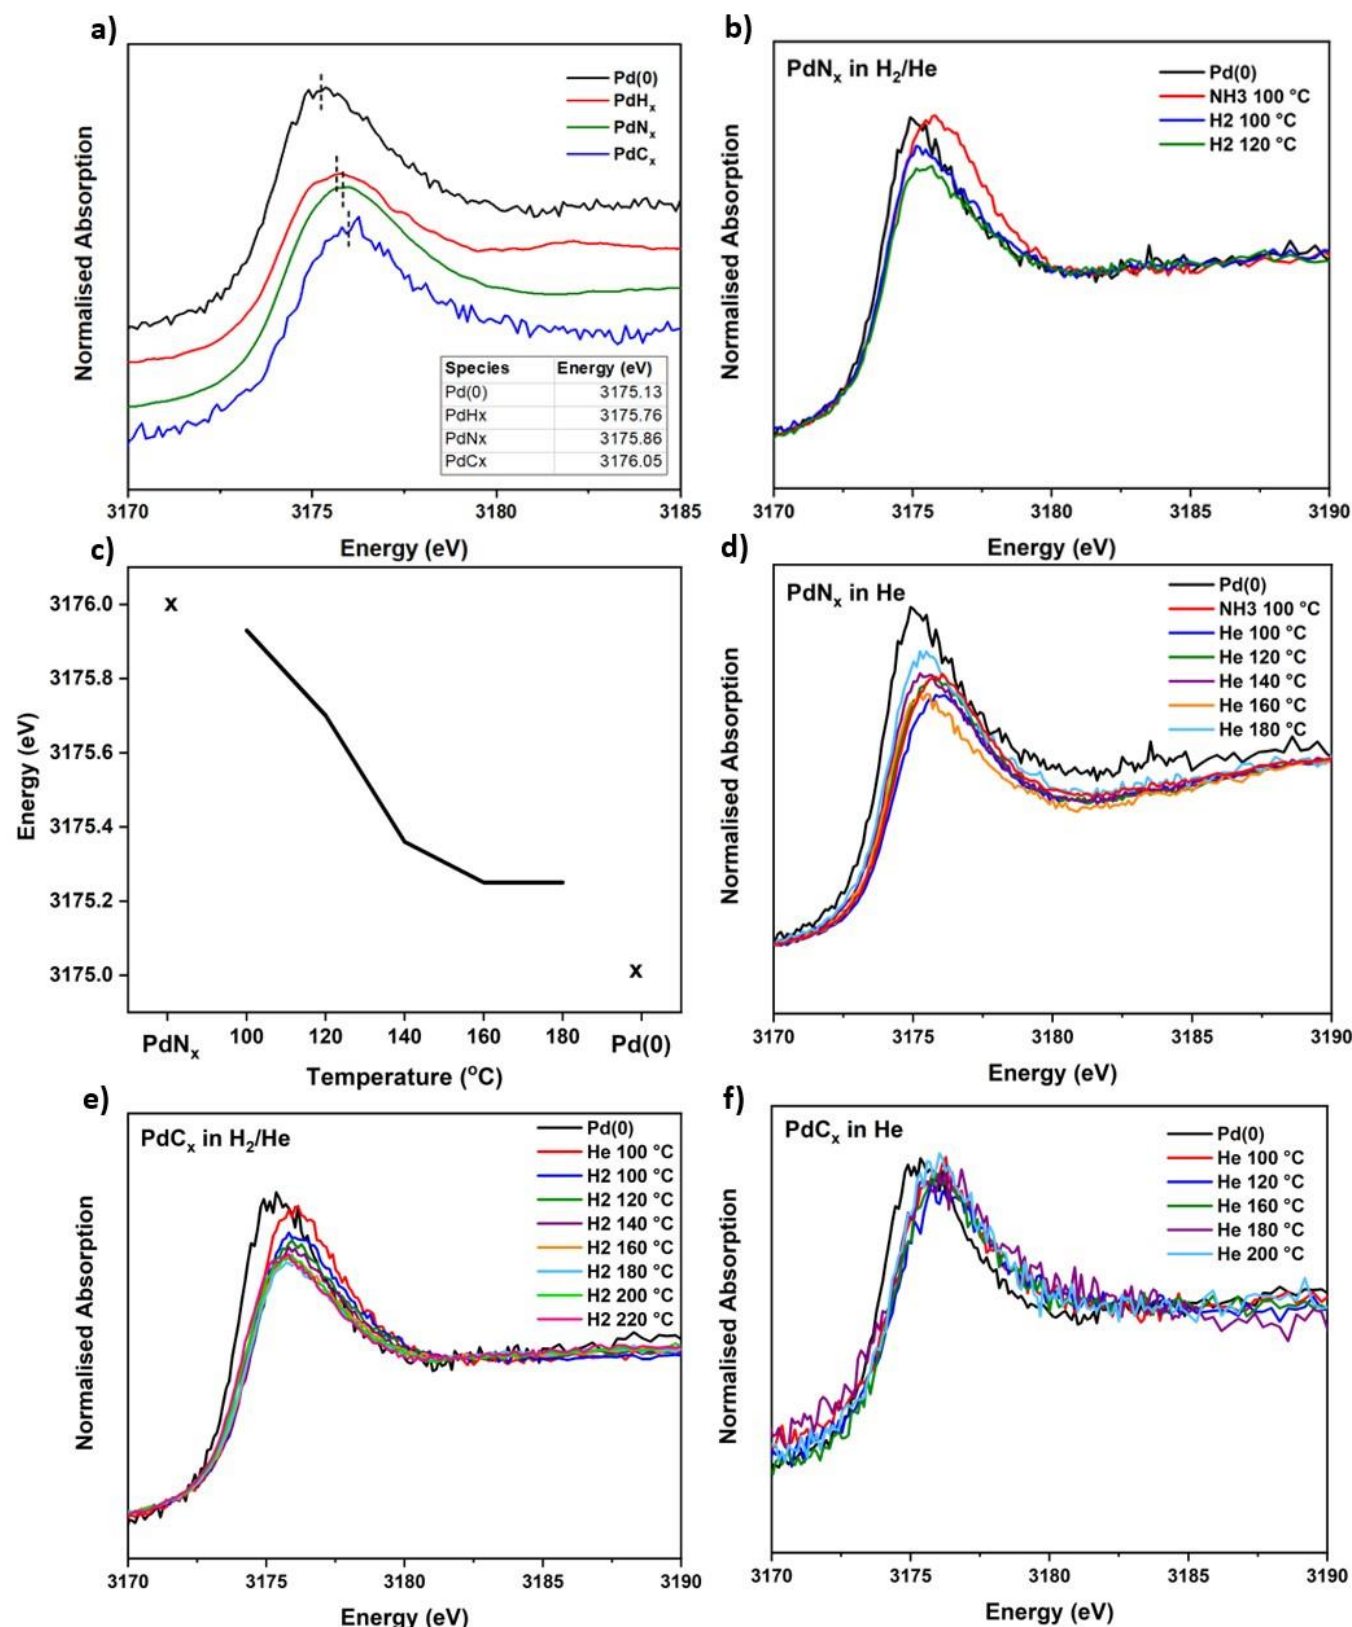 a)
Pd(0)
PdHₓ
PdNₓ
PdCₓ
Normalised Absorption
Species Energy (eV)
Pd(0) 3175.13
PdHx 3175.76
PdNx 3175.86
PdCx 3176.05
3170 3175 3180 3185
Energy (eV)
b)
PdNₓ in H₂/He
Pd(0)
NH3 100 °C
H2 100 °C
H2 120 °C
Normalised Absorption
3170 3175 3180 3185 3190
Energy (eV)
c)
Energy (eV)
3176.0
3175.8
3175.6
3175.4
3175.2
3175.0
x
x
PdNₓ 100 120 140 160 180 Pd(0)
Temperature (°C)
d)
PdNₓ in He
Pd(0)
NH3 100 °C
He 100 °C
He 120 °C
He 140 °C
He 160 °C
He 180 °C
Normalised Absorption
3170 3175 3180 3185 3190
Energy (eV)
e)
PdCₓ in H₂/He
Pd(0)
He 100 °C
H2 100 °C
H2 120 °C
H2 140 °C
H2 160 °C
H2 180 °C
H2 200 °C
H2 220 °C
Normalised Absorption
3170 3175 3180 3185 3190
Energy (eV)
f)
PdCₓ in He
Pd(0)
He 100 °C
He 120 °C
He 160 °C
He 180 °C
He 200 °C
Normalised Absorption
3170 3175 3180 3185 3190
Energy (eV)